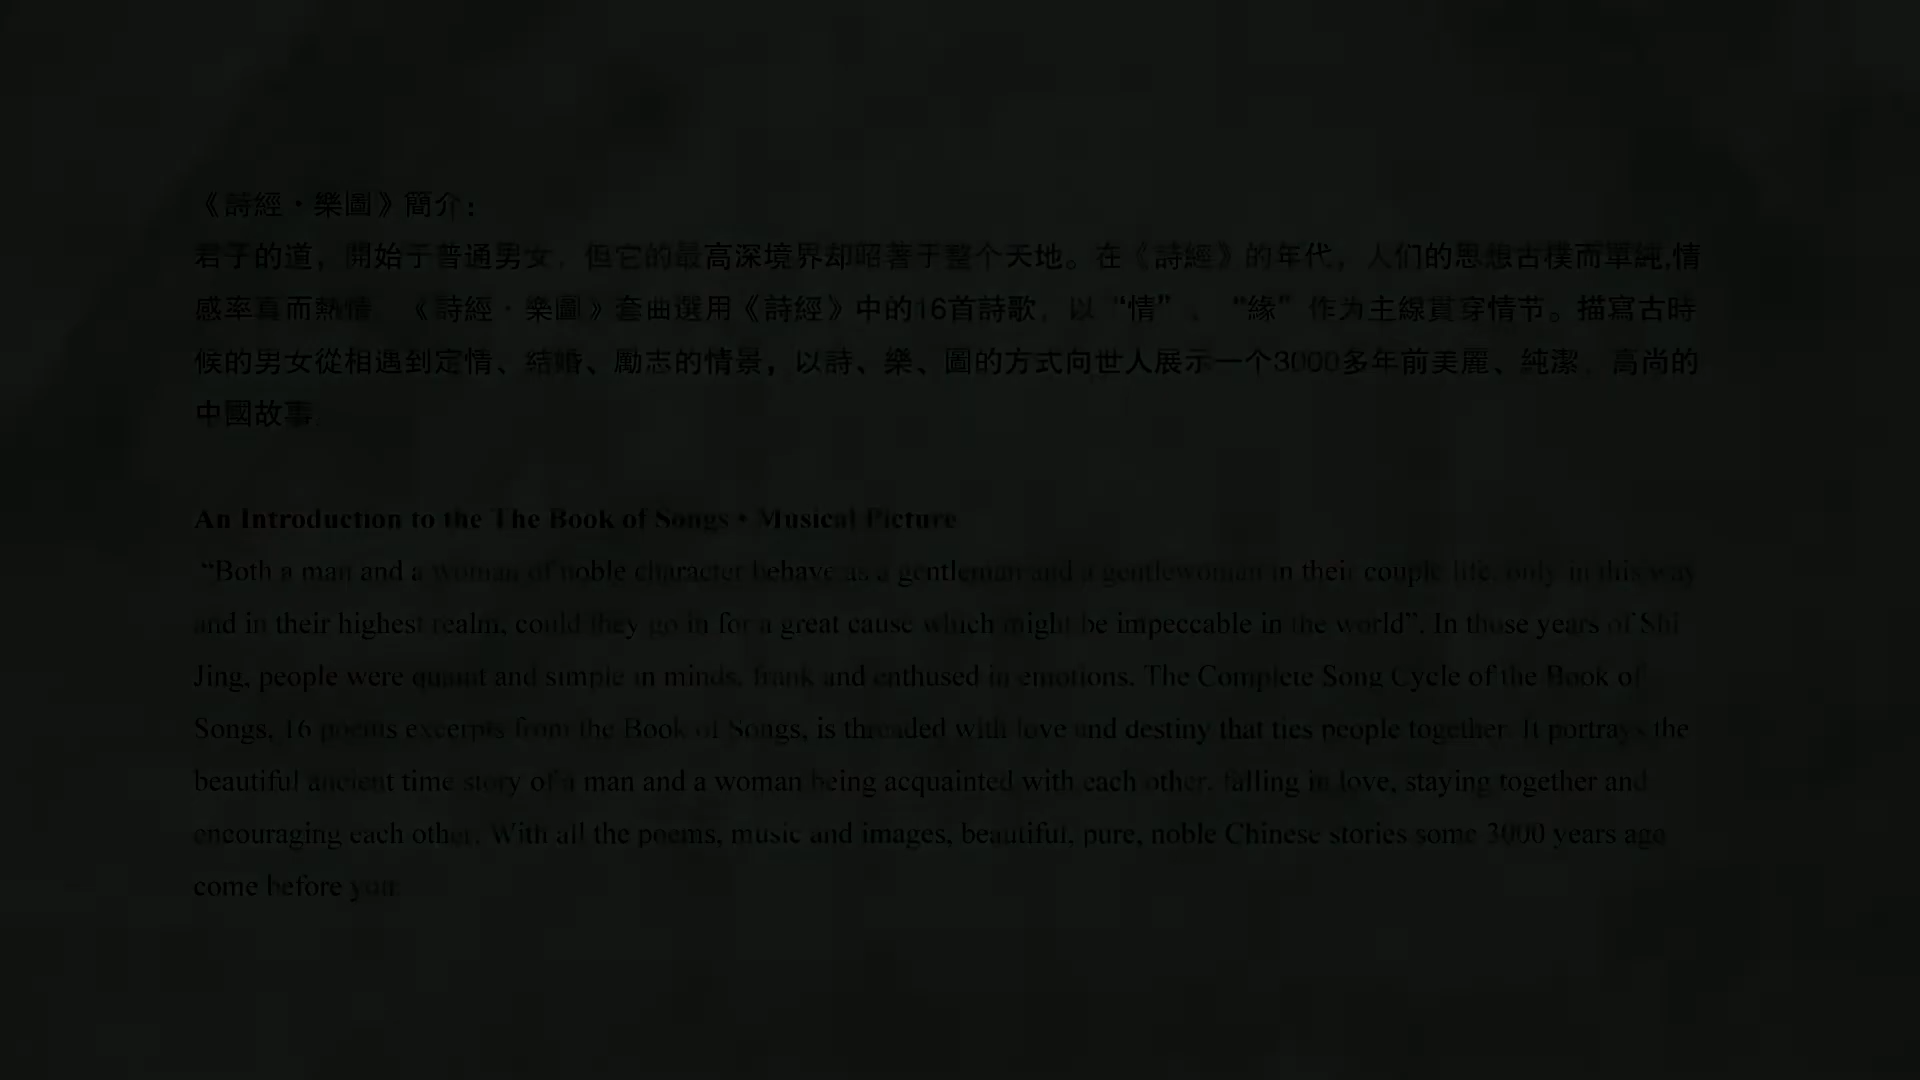 《詩經・樂圖》簡介：
君子的道，開始于普通男女，但它的最高深境界却昭著于整个天地。在《詩經》的年代，人们的思想古樸而單純,情
感率真而熱情。《詩經・樂圖》套曲選用《詩經》中的16首詩歌，以“情”、“緣”作为主線貫穿情节。描寫古時
候的男女從相遇到定情、結婚、勵志的情景，以詩、樂、圖的方式向世人展示一个3000多年前美麗、純潔、高尚的
中國故事
An Introduction to the The Book of Songs • Musical Picture
“Both a man and a woman of noble character behave as a gentleman and a gentlewoman in their couple life, only in this way
and in their highest realm, could they go in for a great cause which might be impeccable in the world”. In those years of Shi
Jing, people were quaint and simple in minds, frank and enthused in emotions. The Complete Song Cycle of the Book of
Songs, 16 poems excerpts from the Book of Songs, is threaded with love and destiny that ties people together. It portrays the
beautiful ancient time story of a man and a woman being acquainted with each other, falling in love, staying together and
encouraging each other. With all the poems, music and images, beautiful, pure, noble Chinese stories some 3000 years ago
come before you